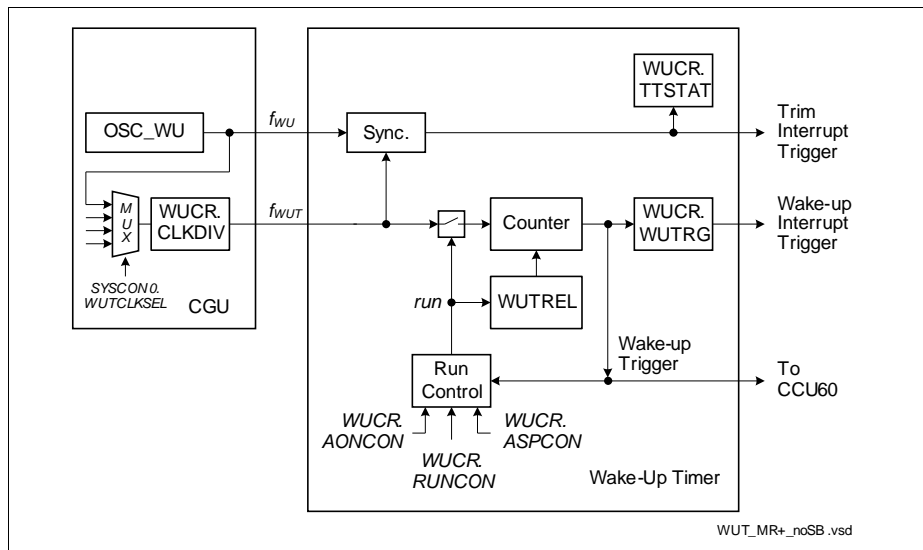 OSC_WU
MUX
WUCR.
CLKDIV
SYSCON0.
WUTCLKSEL
CGU
fWU
fWUT
Sync.
WUCR.
TTSTAT
Trim
Interrupt
Trigger
Counter
WUCR.
WUTRG
Wake-up
Interrupt
Trigger
run
WUTREL
Wake-up
Trigger
Run
Control
To
CCU60
WUCR.
AONCON
WUCR.
RUNCON
WUCR.
ASPCON
Wake-Up Timer
WUT_MR+_noSB .vsd